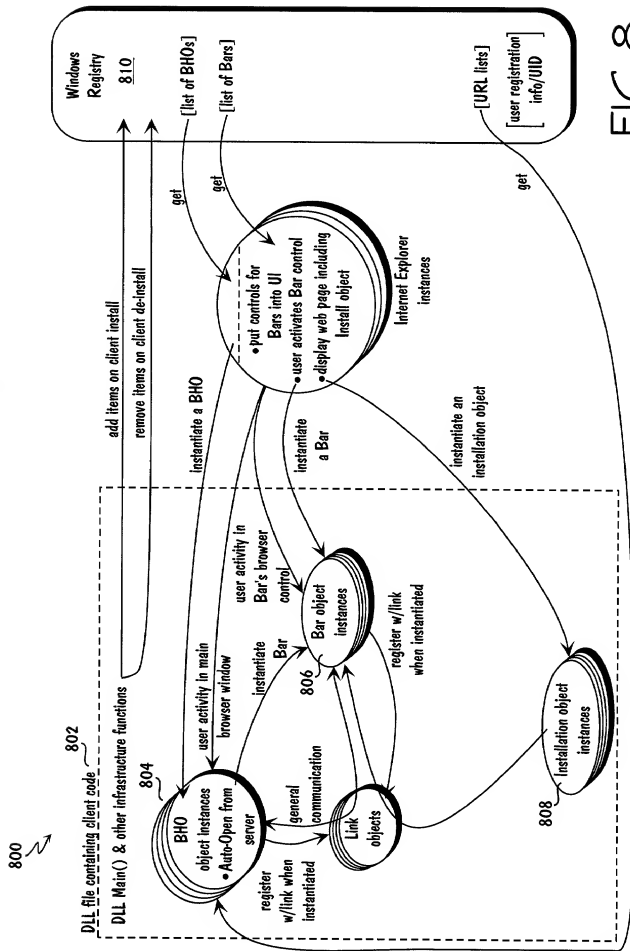 800
DLL file containing client code 802
DLL Main() & other infrastructure functions
add items on client install
remove items on client de-install
Windows
Registry
810
[list of BHOs]
[list of Bars]
get
get
[URL lists]
[user registration
info/UID]
get
804
BHO
object instances
• Auto-Open from
server
instantiate a BHO
user activity in main
browser window
user activity in
Bar's browser
control
instantiate
a Bar
instantiate
Bar
• put controls for
Bars into UI
• user activates Bar control
• display web page including
Install object
Internet Explorer
instances
806
Bar object
instances
general
communication
register
w/link when
instantiated
Link
objects
register w/link
when instantiated
instantiate an
installation object
808
Installation object
instances
FIG 8